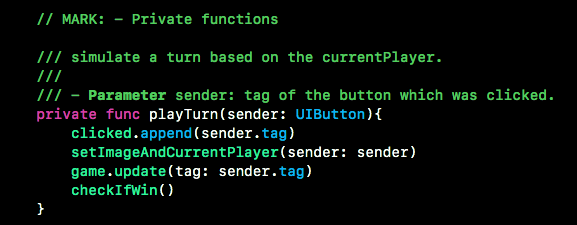 // MARK: - Private functions
/// simulate a turn based on the currentPlayer.
///
/// - Parameter sender: tag of the button which was clicked.
private func playTurn(sender: UIButton){
clicked.append(sender.tag)
setImageAndCurrentPlayer(sender: sender)
game.update(tag: sender.tag)
checkIfWin()
}